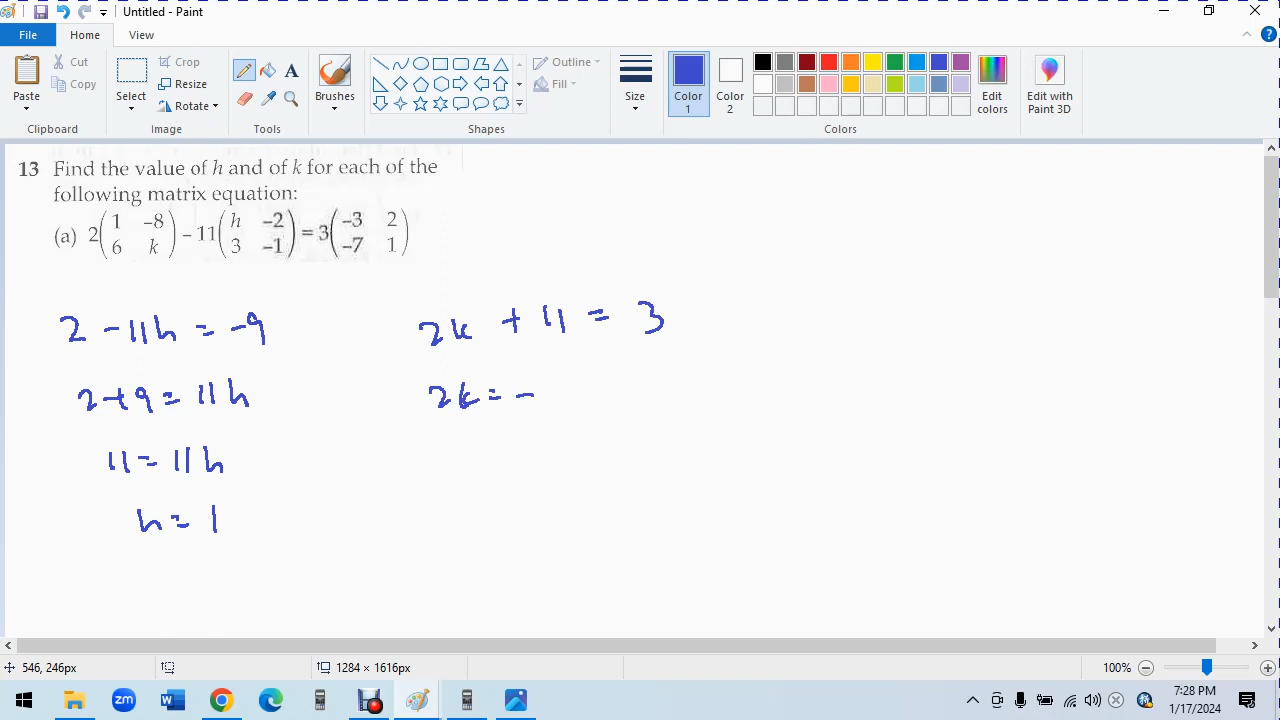 Untitled - Paint
File Home View
Paste Cut Copy Clipboard
Select Crop Resize Rotate Image
A Tools
Brushes
Outline Fill Shapes
Size
Color 1 Color 2 Edit colors Colors
Edit with Paint 3D
13 Find the value of h and of k for each of the
following matrix equation:
(a) 2(1 -8 6 k) - 11(h -2 3 -1) = 3(-3 2 -7 1)
2 - 11h = -9
2+9 = 11h
11 = 11h
h = 1
2k + 11 = 3
2k = -
546, 246px 1284 × 1616px 100%
zm W 7:28 PM
1/17/2024